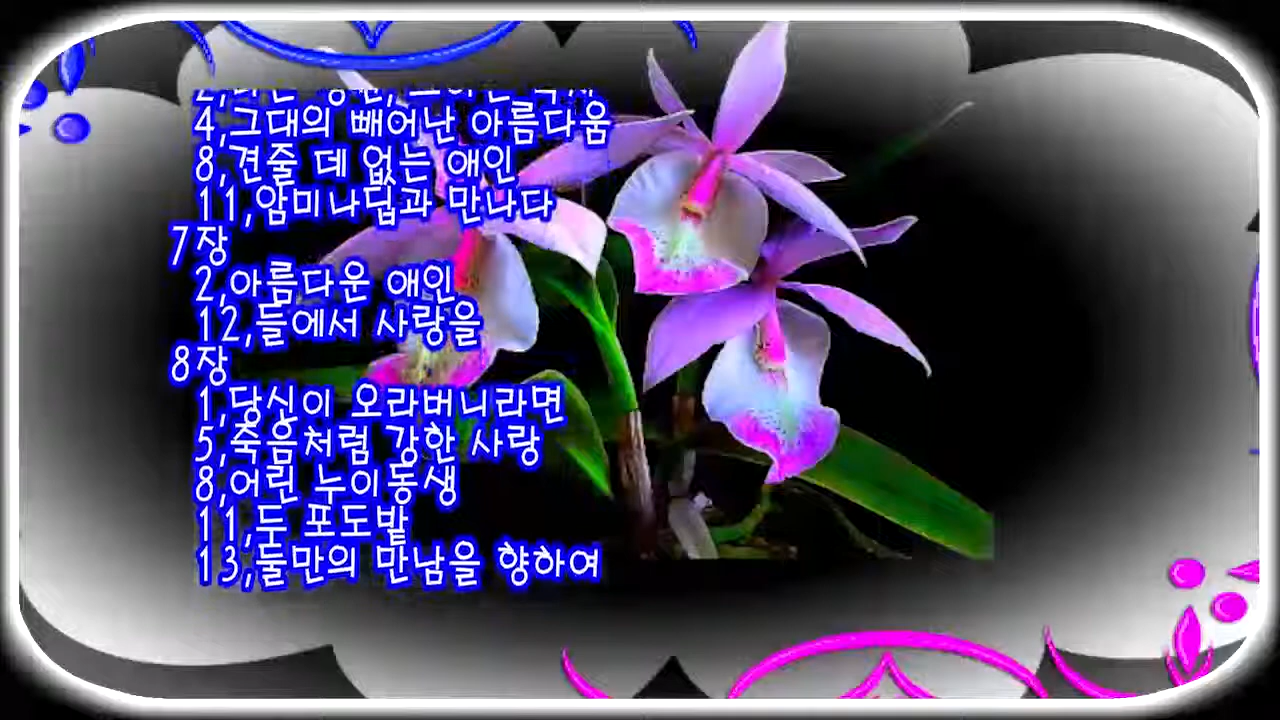 4,그대의 빼어난 아름다움
8,견줄 데 없는 애인
11,암미나딥과 만나다
7장
2,아름다운 애인
12,들에서 사랑을
8장
1,당신이 오라버니라면
5,죽음처럼 강한 사랑
8,어린 누이동생
11,두 포도밭
13,둘만의 만남을 향하여